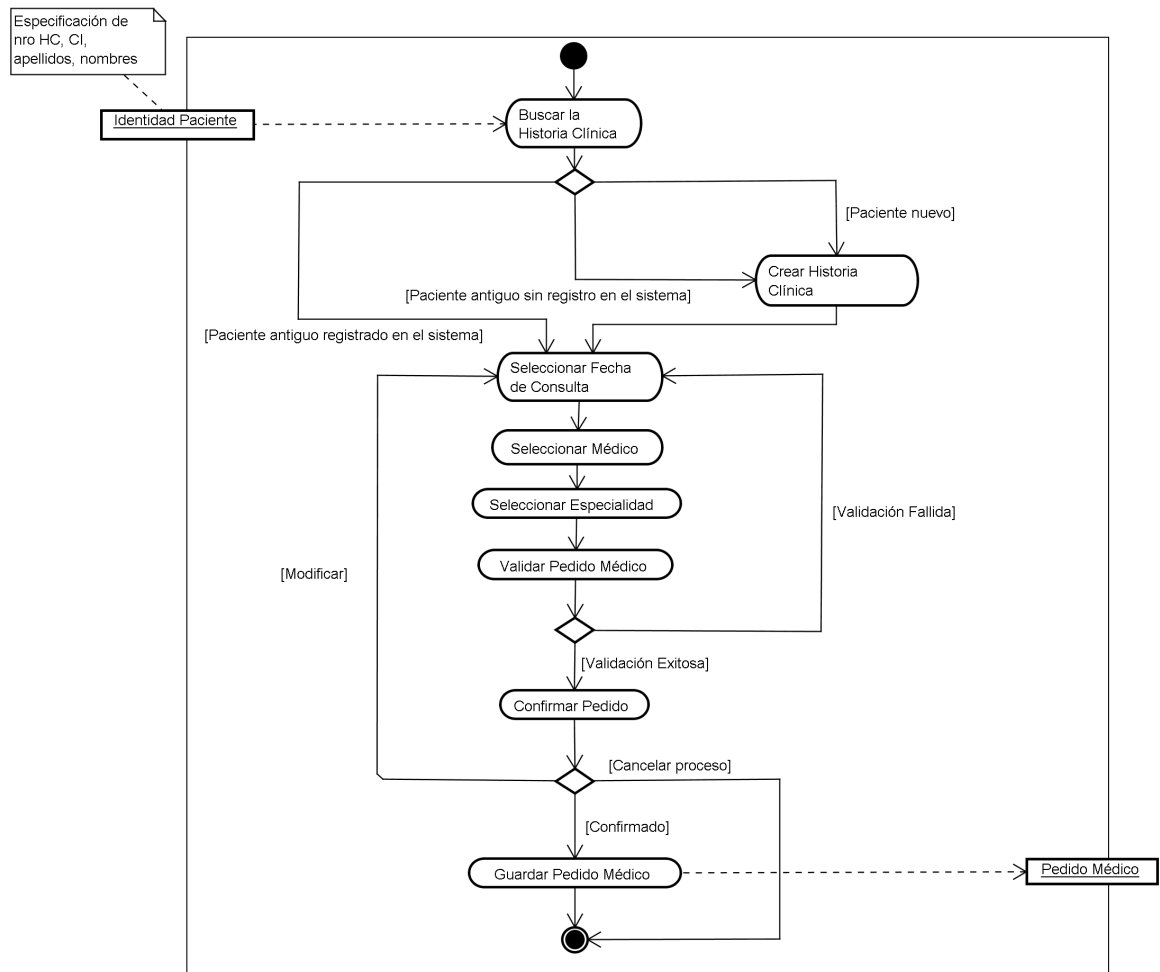 Especificación de
nro HC, CI,
apellidos, nombres
Identidad Paciente
Buscar la
Historia Clínica
[Paciente nuevo]
Crear Historia
Clínica
[Paciente antiguo sin registro en el sistema]
[Paciente antiguo registrado en el sistema]
Seleccionar Fecha
de Consulta
Seleccionar Médico
Seleccionar Especialidad
[Validación Fallida]
Validar Pedido Médico
[Modificar]
[Validación Exitosa]
Confirmar Pedido
[Cancelar proceso]
[Confirmado]
Guardar Pedido Médico
Pedido Médico